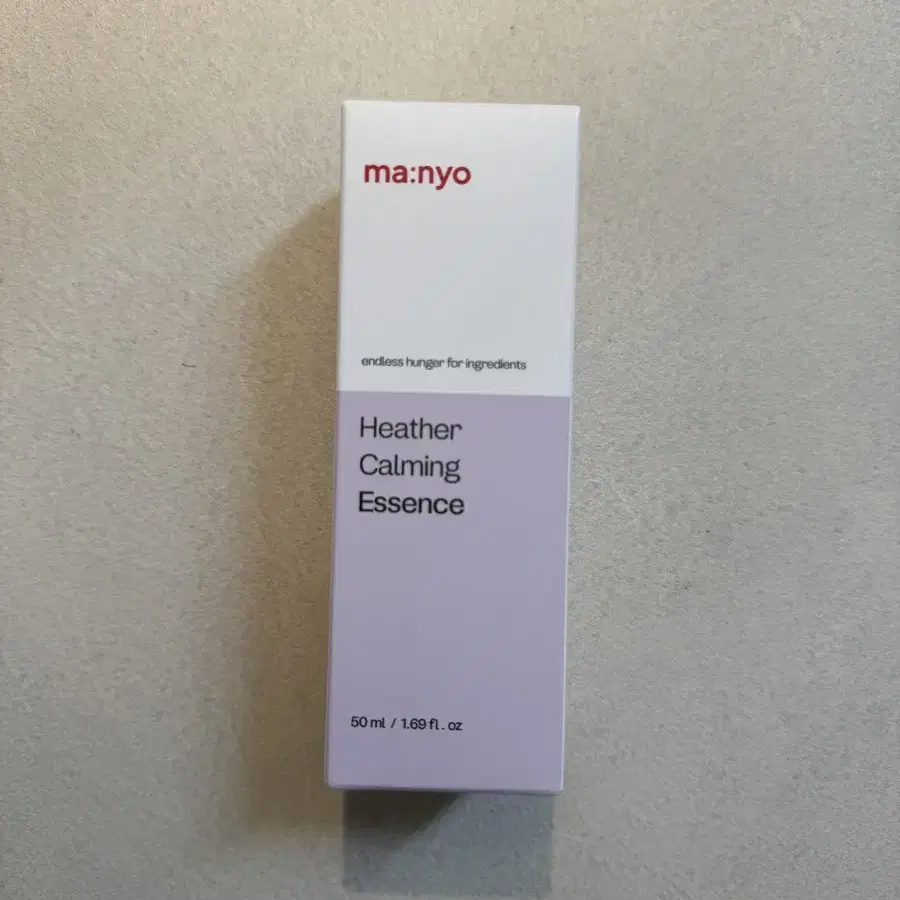 ma:nyo
endless hunger for ingredients
Heather
Calming
Essence
50 ml / 1.69 fl. oz